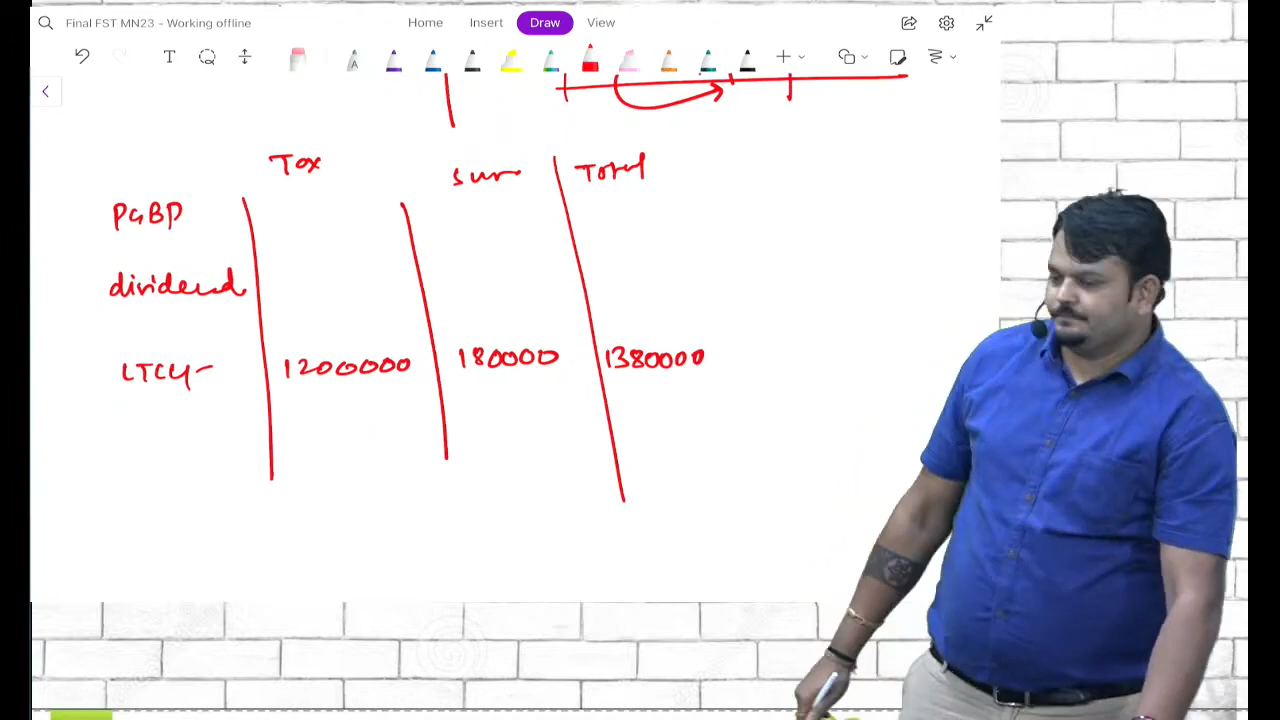 Final FST MN23 - Working offline
Home Insert Draw View
Tax Sur Total
PGBP
dividend
LTCG 1200000 180000 1380000